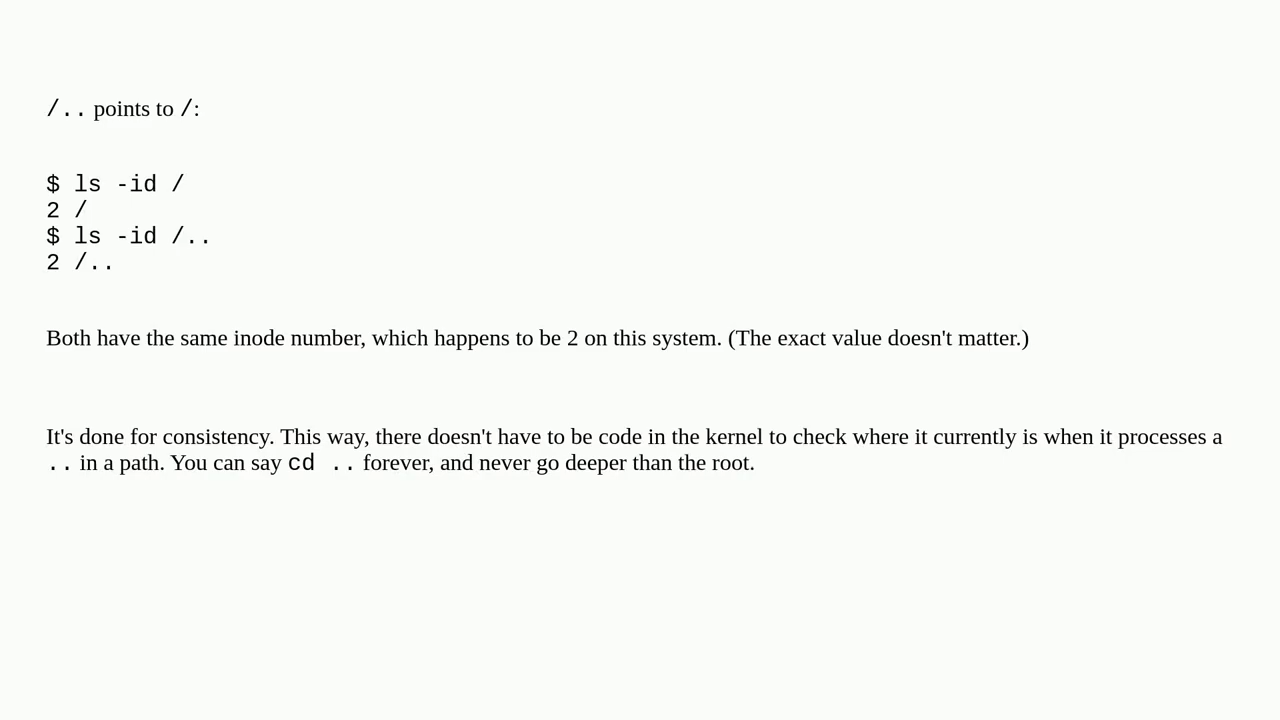 /.. points to /:
$ ls -id /
2 /
$ ls -id /..
2 /..
Both have the same inode number, which happens to be 2 on this system. (The exact value doesn't matter.)
It's done for consistency. This way, there doesn't have to be code in the kernel to check where it currently is when it processes a
.. in a path. You can say cd .. forever, and never go deeper than the root.